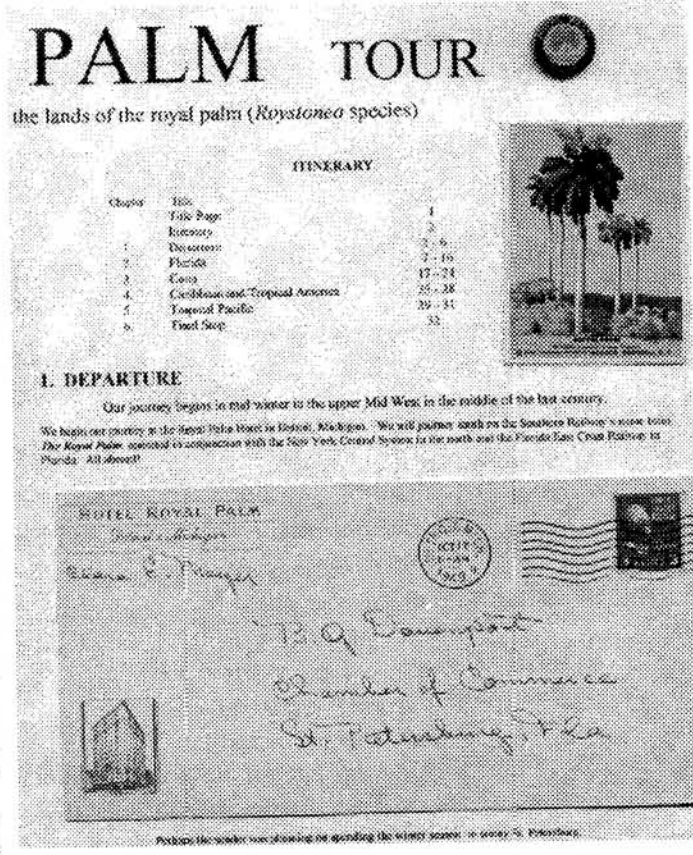 PALM TOUR
the lands of the royal palm (Roystonea species)
ITINERARY
Chapter Title
Title Page 1
Itinerary 2
1. Departure 3 - 6
2. Florida 7 - 16
3. Cuba 17 - 24
4. Caribbean and Tropical America 25 - 28
5. Tropical Pacific 29 - 31
6. Final Stop 32
1. DEPARTURE
Our journey begins in mid winter in the upper Mid West in the middle of the last century.
We begin our journey at the Royal Palm Hotel in Detroit, Michigan. We will journey south on the Southern Railway's name train
The Royal Palm, operated in conjunction with the New York Central System in the north and the Florida East Coast Railway in
Florida. All aboard!
HOTEL ROYAL PALM
Detroit, Michigan
OCT
1949
B. A. Davenport
Chamber of Commerce
St. Petersburg, Fla
Perhaps the sender was planning on spending the winter season in sunny St. Petersburg.